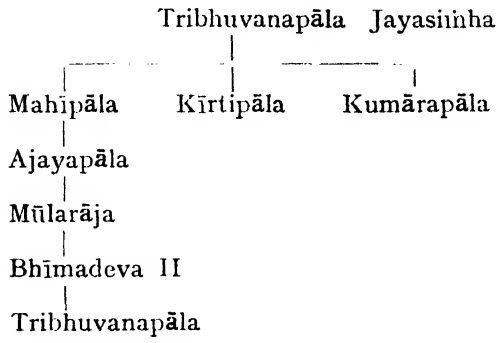 Tribhuvanapāla Jayasiṁha
Mahīpāla Kīrtipāla Kumārapāla
Ajayapāla
Mūlarāja
Bhīmadeva II
Tribhuvanapāla